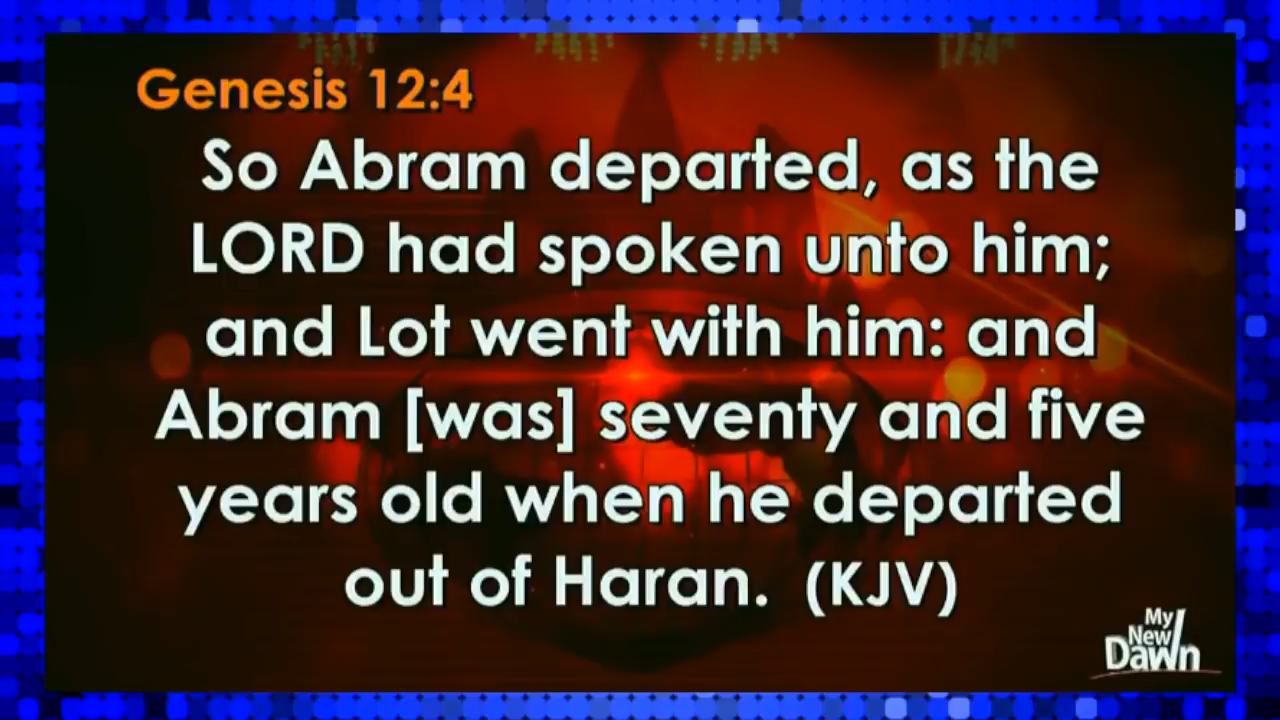 Genesis 12:4
So Abram departed, as the
LORD had spoken unto him;
and Lot went with him: and
Abram [was] seventy and five
years old when he departed
out of Haran. (KJV)
My
New
Dawn